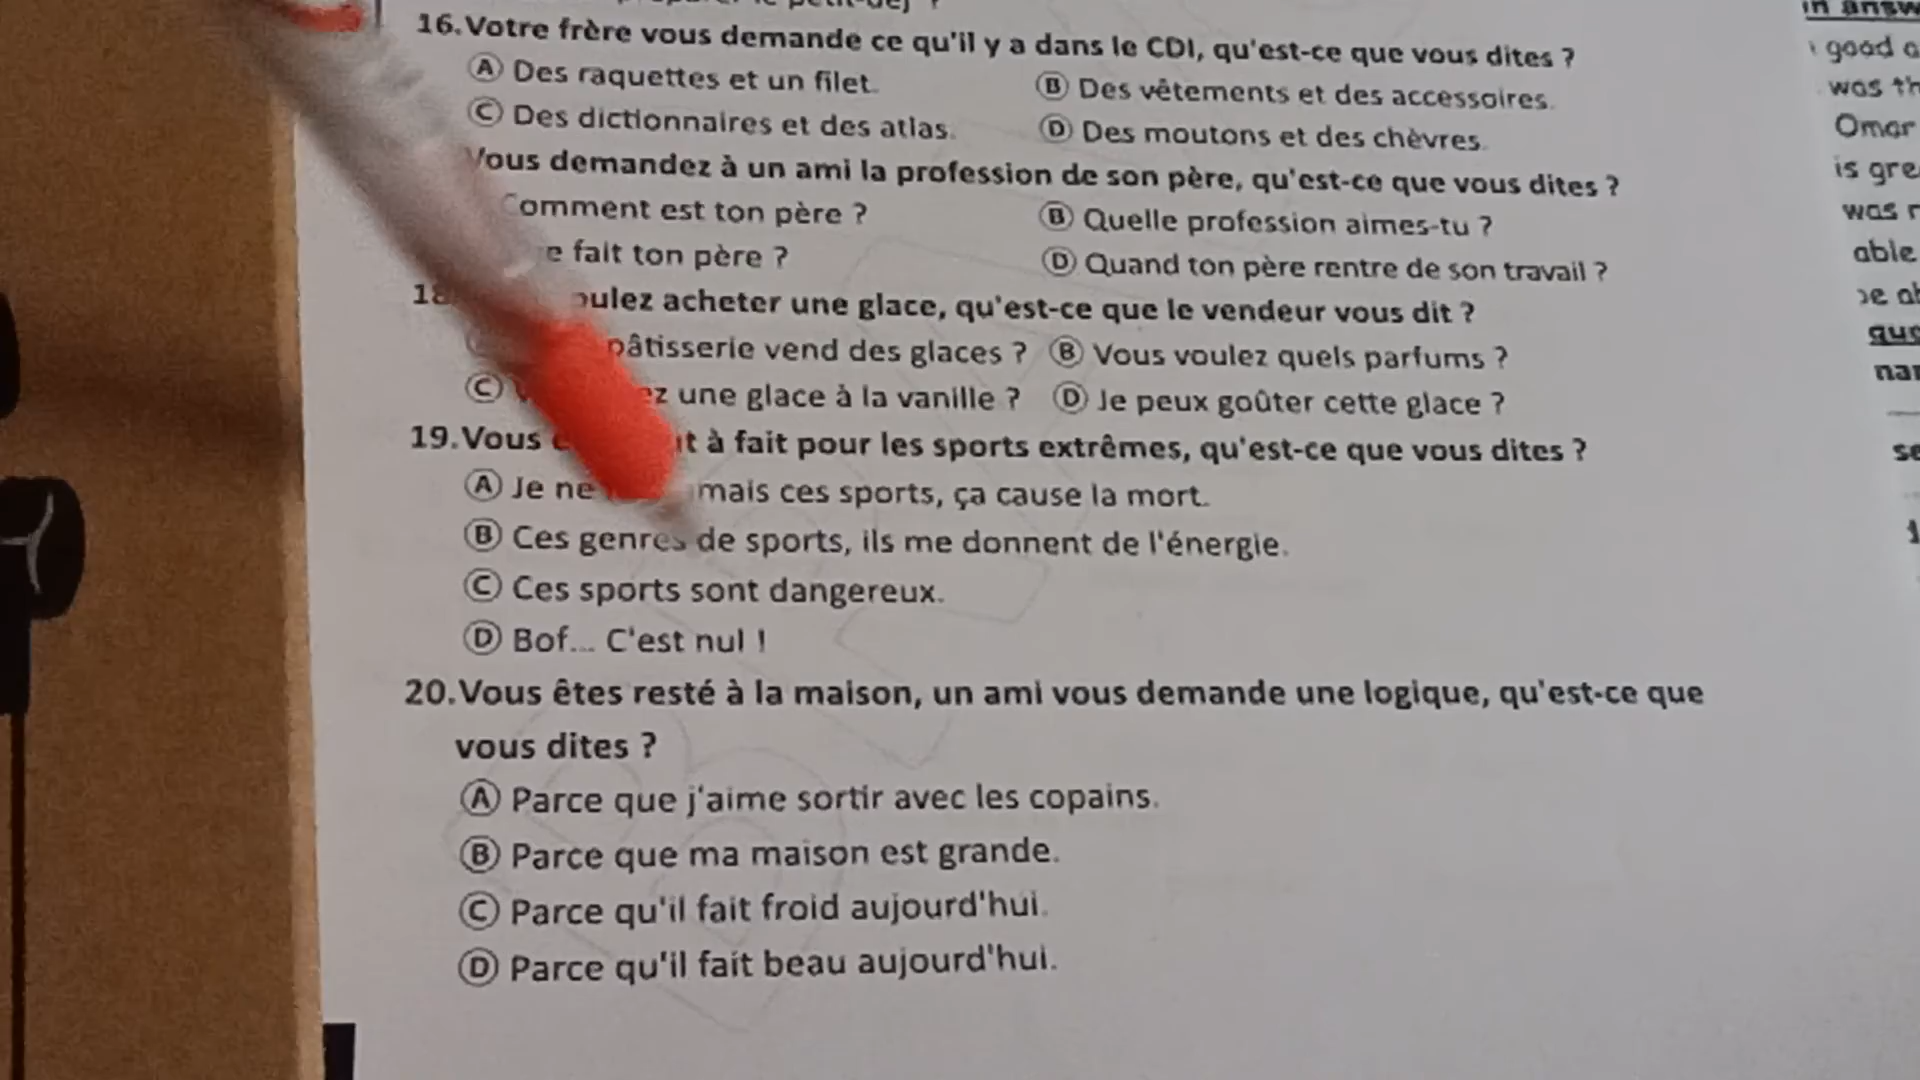 16. Votre frère vous demande ce qu'il y a dans le CDI, qu'est-ce que vous dites ?
A Des raquettes et un filet.
B Des vêtements et des accessoires.
C Des dictionnaires et des atlas.
D Des moutons et des chèvres.
Vous demandez à un ami la profession de son père, qu'est-ce que vous dites ?
Comment est ton père ?
B Quelle profession aimes-tu ?
fait ton père ?
D Quand ton père rentre de son travail ?
acheter une glace, qu'est-ce que le vendeur vous dit ?
pâtisserie vend des glaces ?
B Vous voulez quels parfums ?
C une glace à la vanille ?
D Je peux goûter cette glace ?
19. Vous à fait pour les sports extrêmes, qu'est-ce que vous dites ?
A Je ne ces sports, ça cause la mort.
B Ces genres de sports, ils me donnent de l'énergie.
C Ces sports sont dangereux.
D Bof... C'est nul !
20. Vous êtes resté à la maison, un ami vous demande une logique, qu'est-ce que
vous dites ?
A Parce que j'aime sortir avec les copains.
B Parce que ma maison est grande.
C Parce qu'il fait froid aujourd'hui.
D Parce qu'il fait beau aujourd'hui.
in
good
was
Omar
is
was
able